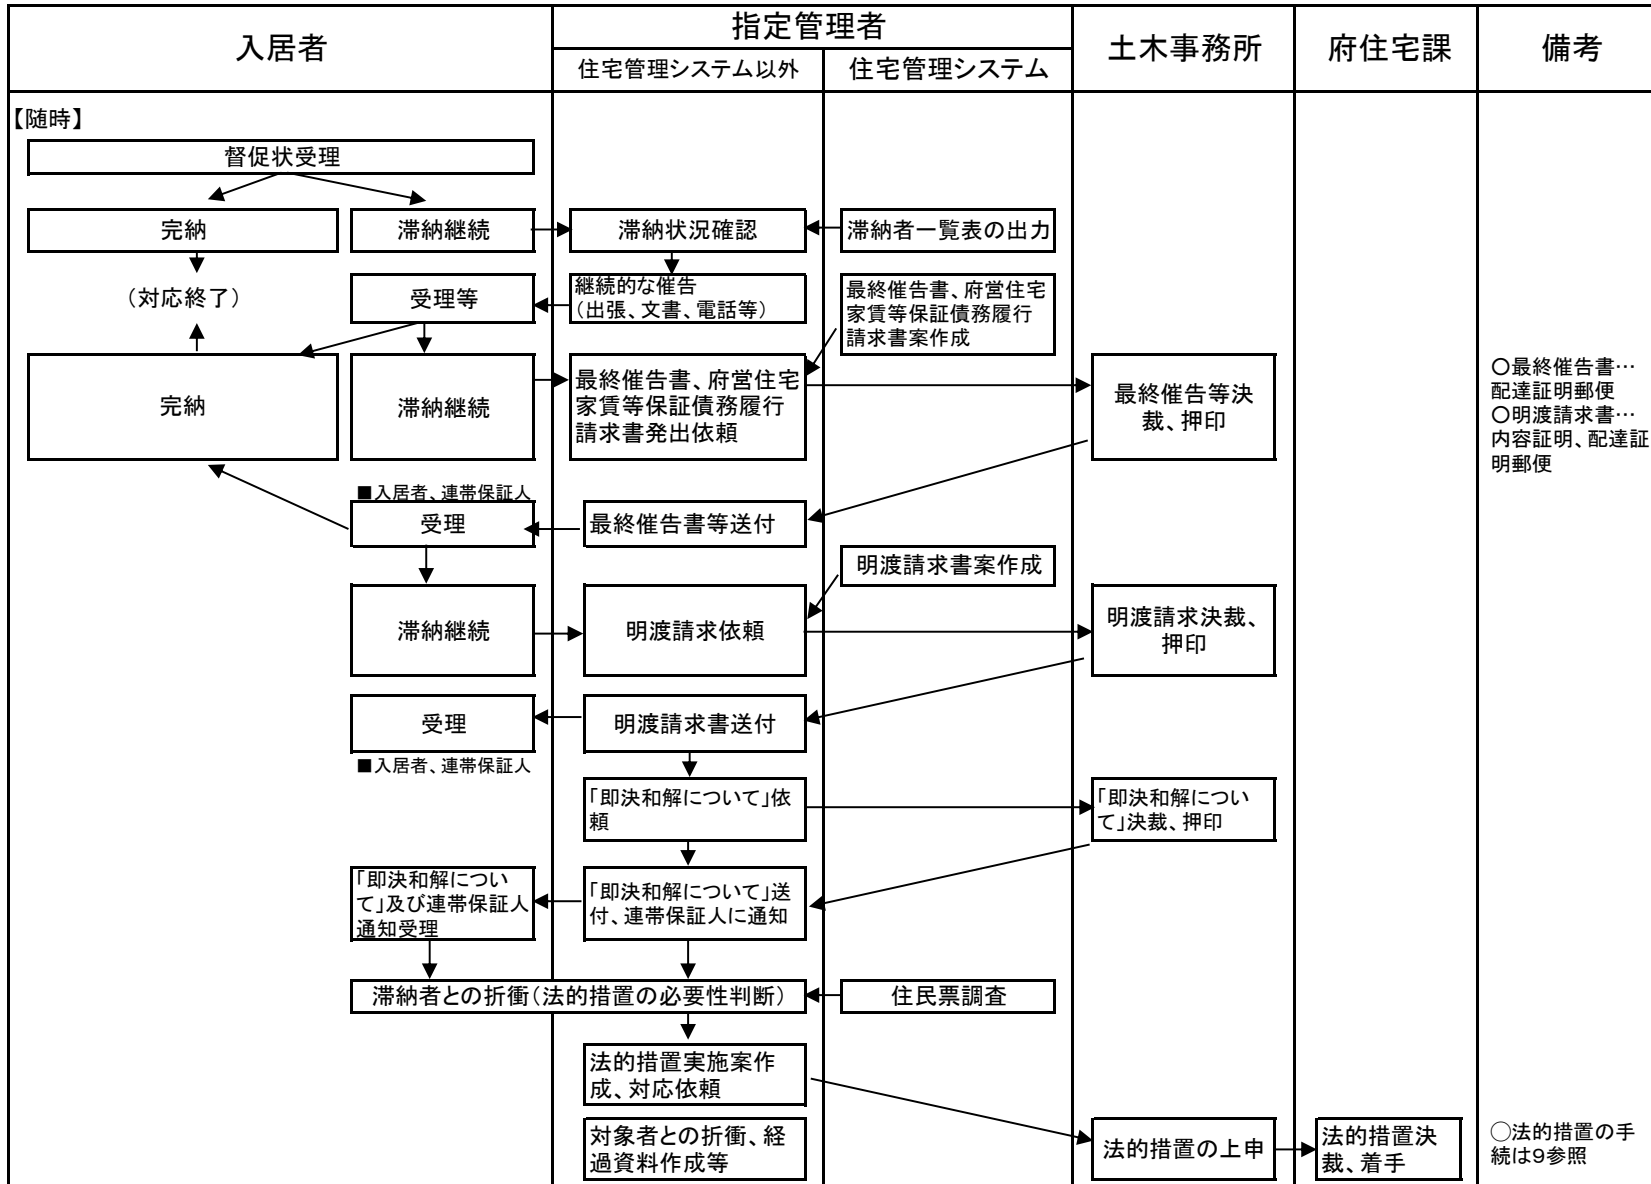 入居者
指定管理者
土木事務所
府住宅課
備考
住宅管理システム以外
住宅管理システム
【随時】
督促状受理
完納
滞納継続
滞納状況確認
滞納者一覧表の出力
(対応終了)
受理等
継続的な催告
(出張、文書、電話等)
最終催告書、府営住宅
家賃等保証債務履行
請求書案作成
完納
滞納継続
最終催告書、府営住宅
家賃等保証債務履行
請求書発出依頼
最終催告等決
裁、押印
○最終催告書…
配達証明郵便
○明渡請求書…
内容証明、配達証
明郵便
■入居者、連帯保証人
受理
最終催告書等送付
明渡請求書案作成
滞納継続
明渡請求依頼
明渡請求決裁、
押印
受理
明渡請求書送付
■入居者、連帯保証人
「即決和解について」依
頼
「即決和解につい
て」決裁、押印
「即決和解につい
て」及び連帯保証人
通知受理
「即決和解について」送
付、連帯保証人に通知
滞納者との折衝(法的措置の必要性判断)
住民票調査
法的措置実施案作
成、対応依頼
対象者との折衝、経
過資料作成等
法的措置の上申
法的措置決
裁、着手
○法的措置の手
続は9参照